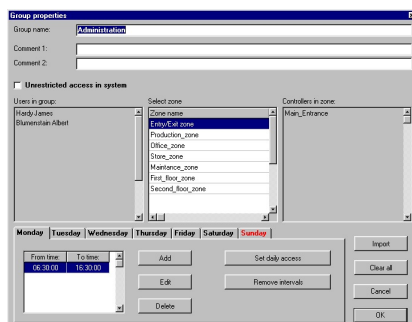 Group properties
Group name: Administration
Comment 1:
Comment 2:
Unrestricted access in system
Users in group: Select zone Controllers in zone:
Hardy James Zone name Main_Entrance
Blumenstain Albert Entry/Exit zone
Production_zone
Office_zone
Store_zone
Maintance_zone
First_floor_zone
Second_floor_zone
Monday Tuesday Wednesday Thursday Friday Saturday Sunday
Import
From time: To time: Add Set daily access
06:30:00 16:30:00 Clear all
Edit Remove intervals
Cancel
Delete
OK